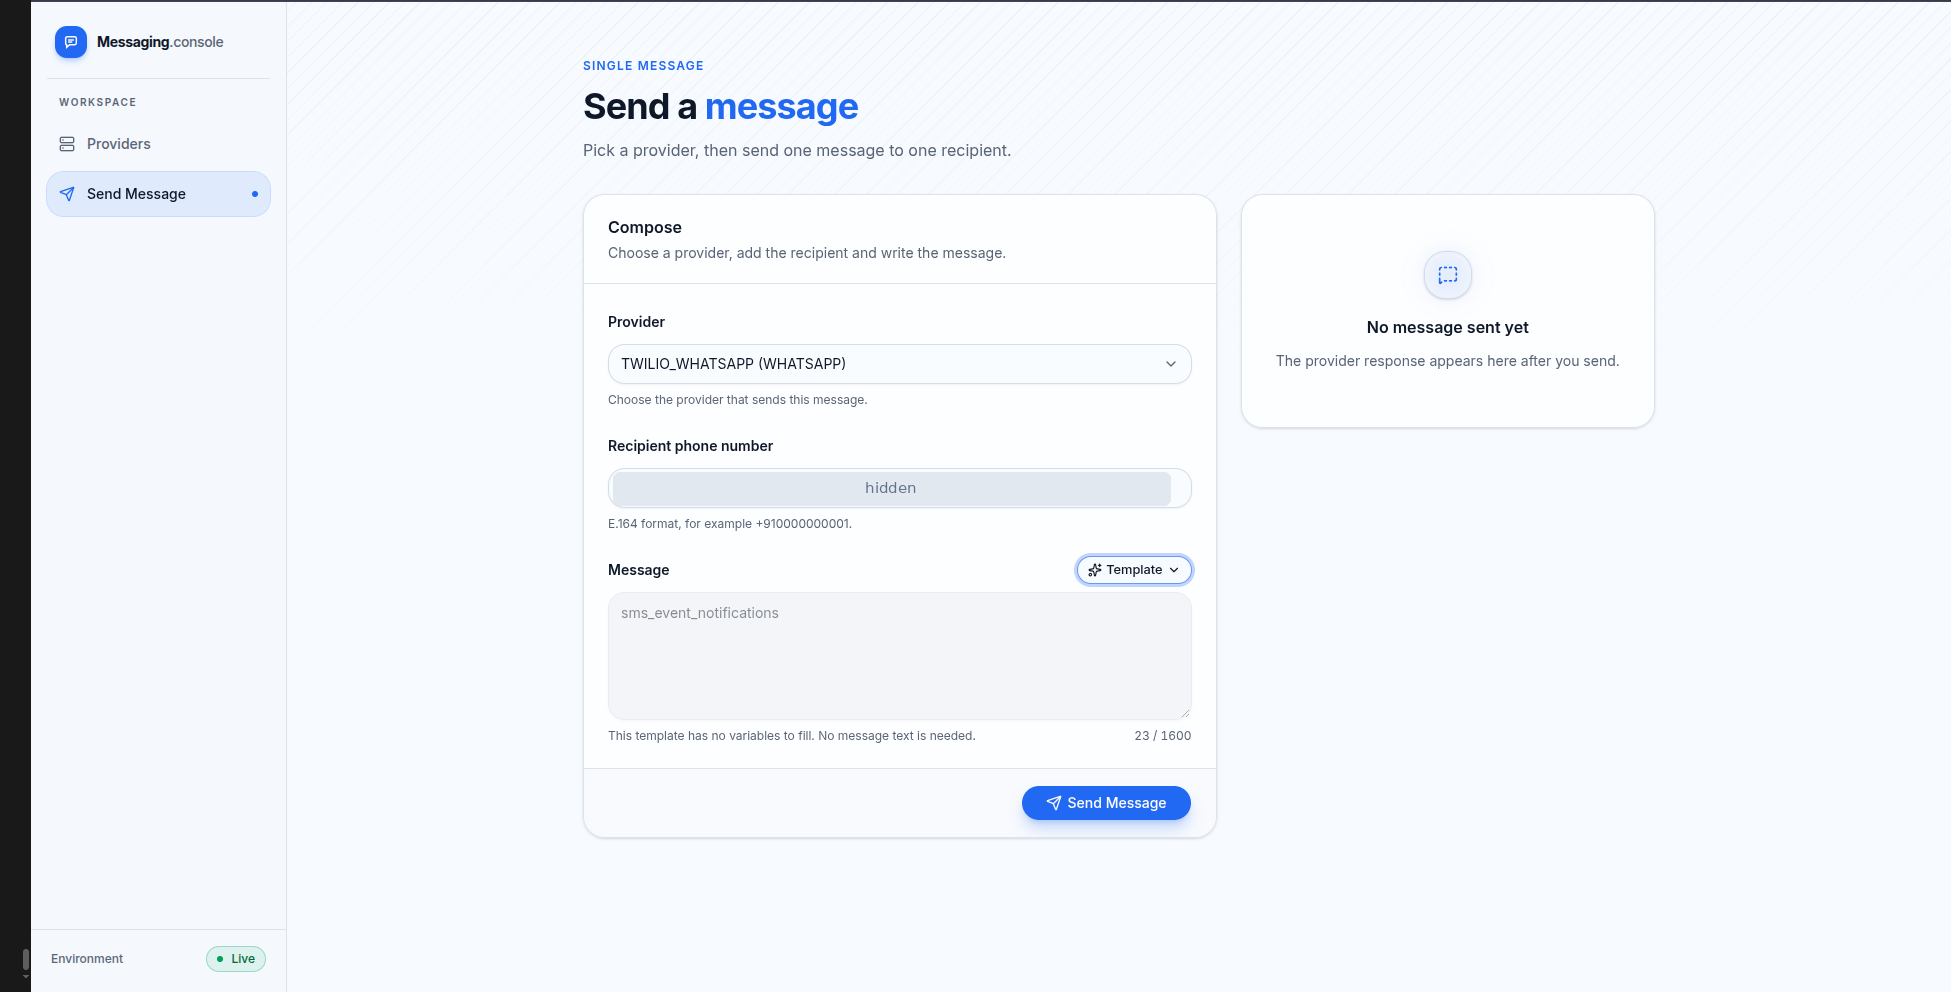 Messaging.console
WORKSPACE
Providers
Send Message
SINGLE MESSAGE
Send a message
Pick a provider, then send one message to one recipient.
Compose
Choose a provider, add the recipient and write the message.
Provider
TWILIO_WHATSAPP (WHATSAPP)
Choose the provider that sends this message.
Recipient phone number
hidden
E.164 format, for example +910000000001.
Message
Template
sms_event_notifications
This template has no variables to fill. No message text is needed.
23 / 1600
Send Message
No message sent yet
The provider response appears here after you send.
Environment
Live